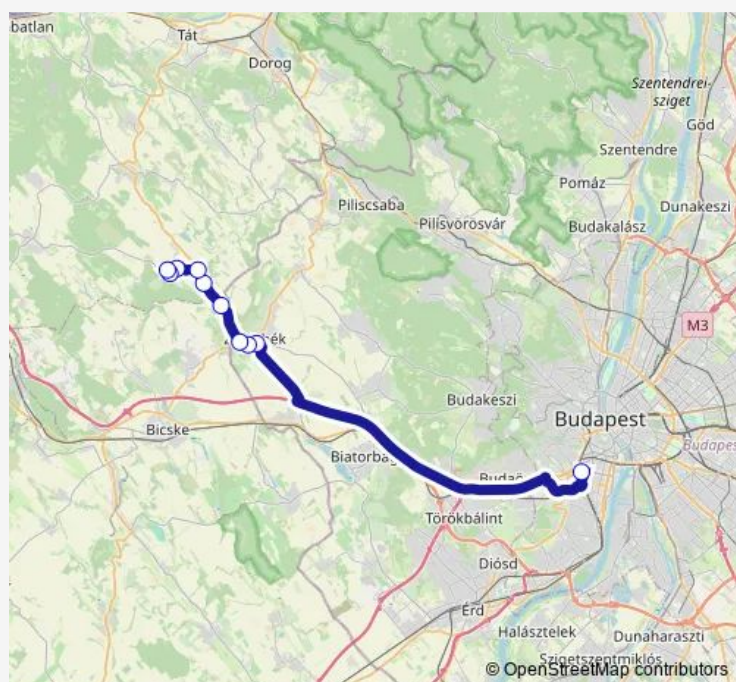 batlan
Tát
Dorog
Szentendrei-
sziget
Göd
Szentendre
Piliscsaba
Pomáz
Dunakeszi
Pilisvörösvár
Budakalász
M3
ék
Budakeszi
Budapest
Budapes
Bicske
Biatorbág
Budaö
Törökbálint
Diósd
Érd
Halásztelek
Dunaharaszti
Szigetszentmiklós
© OpenStreetMap contributors